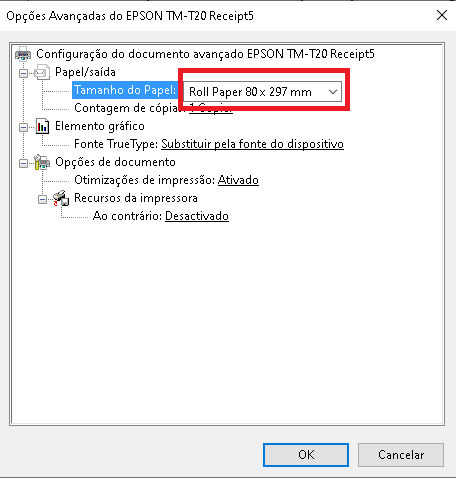 Opções Avançadas do EPSON TM-T20 Receipt5
Configuração do documento avançado EPSON TM-T20 Receipt5
Papel/saída
Tamanho do Papel: Roll Paper 80 x 297 mm
Contagem de cópia: 1 Copiar
Elemento gráfico
Fonte TrueType: Substituir pela fonte do dispositivo
Opções de documento
Otimizações de impressão: Ativado
Recursos da impressora
Ao contrário: Desactivado
OK
Cancelar